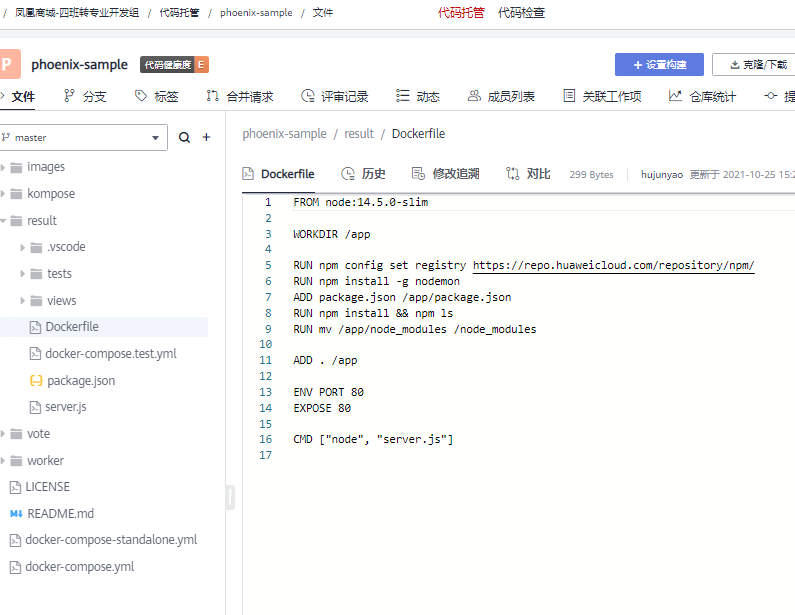 / 凤凰商城-四班转专业开发组 / 代码托管 / phoenix-sample / 文件 代码托管 代码检查
P phoenix-sample 代码健康度 E + 设置构建 克隆/下载
文件 分支 标签 合并请求 评审记录 动态 成员列表 关联工作项 仓库统计 提
master
phoenix-sample / result / Dockerfile
Dockerfile 历史 修改追溯 对比 299 Bytes hujunyao 更新于 2021-10-25 15:2
images
kompose
result
.vscode
tests
views
Dockerfile
docker-compose.test.yml
package.json
server.js
vote
worker
LICENSE
README.md
docker-compose-standalone.yml
docker-compose.yml
1 FROM node:14.5.0-slim
2
3 WORKDIR /app
4
5 RUN npm config set registry https://repo.huaweicloud.com/repository/npm/
6 RUN npm install -g nodemon
7 ADD package.json /app/package.json
8 RUN npm install && npm ls
9 RUN mv /app/node_modules /node_modules
10
11 ADD . /app
12
13 ENV PORT 80
14 EXPOSE 80
15
16 CMD ["node", "server.js"]
17